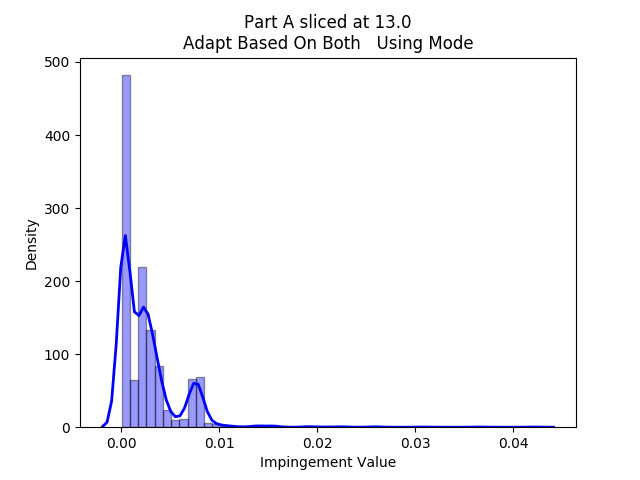 Part A sliced at 13.0
Adapt Based On Both   Using Mode
500
400
300
200
100
0
Density
0.00 0.01 0.02 0.03 0.04
Impingement Value